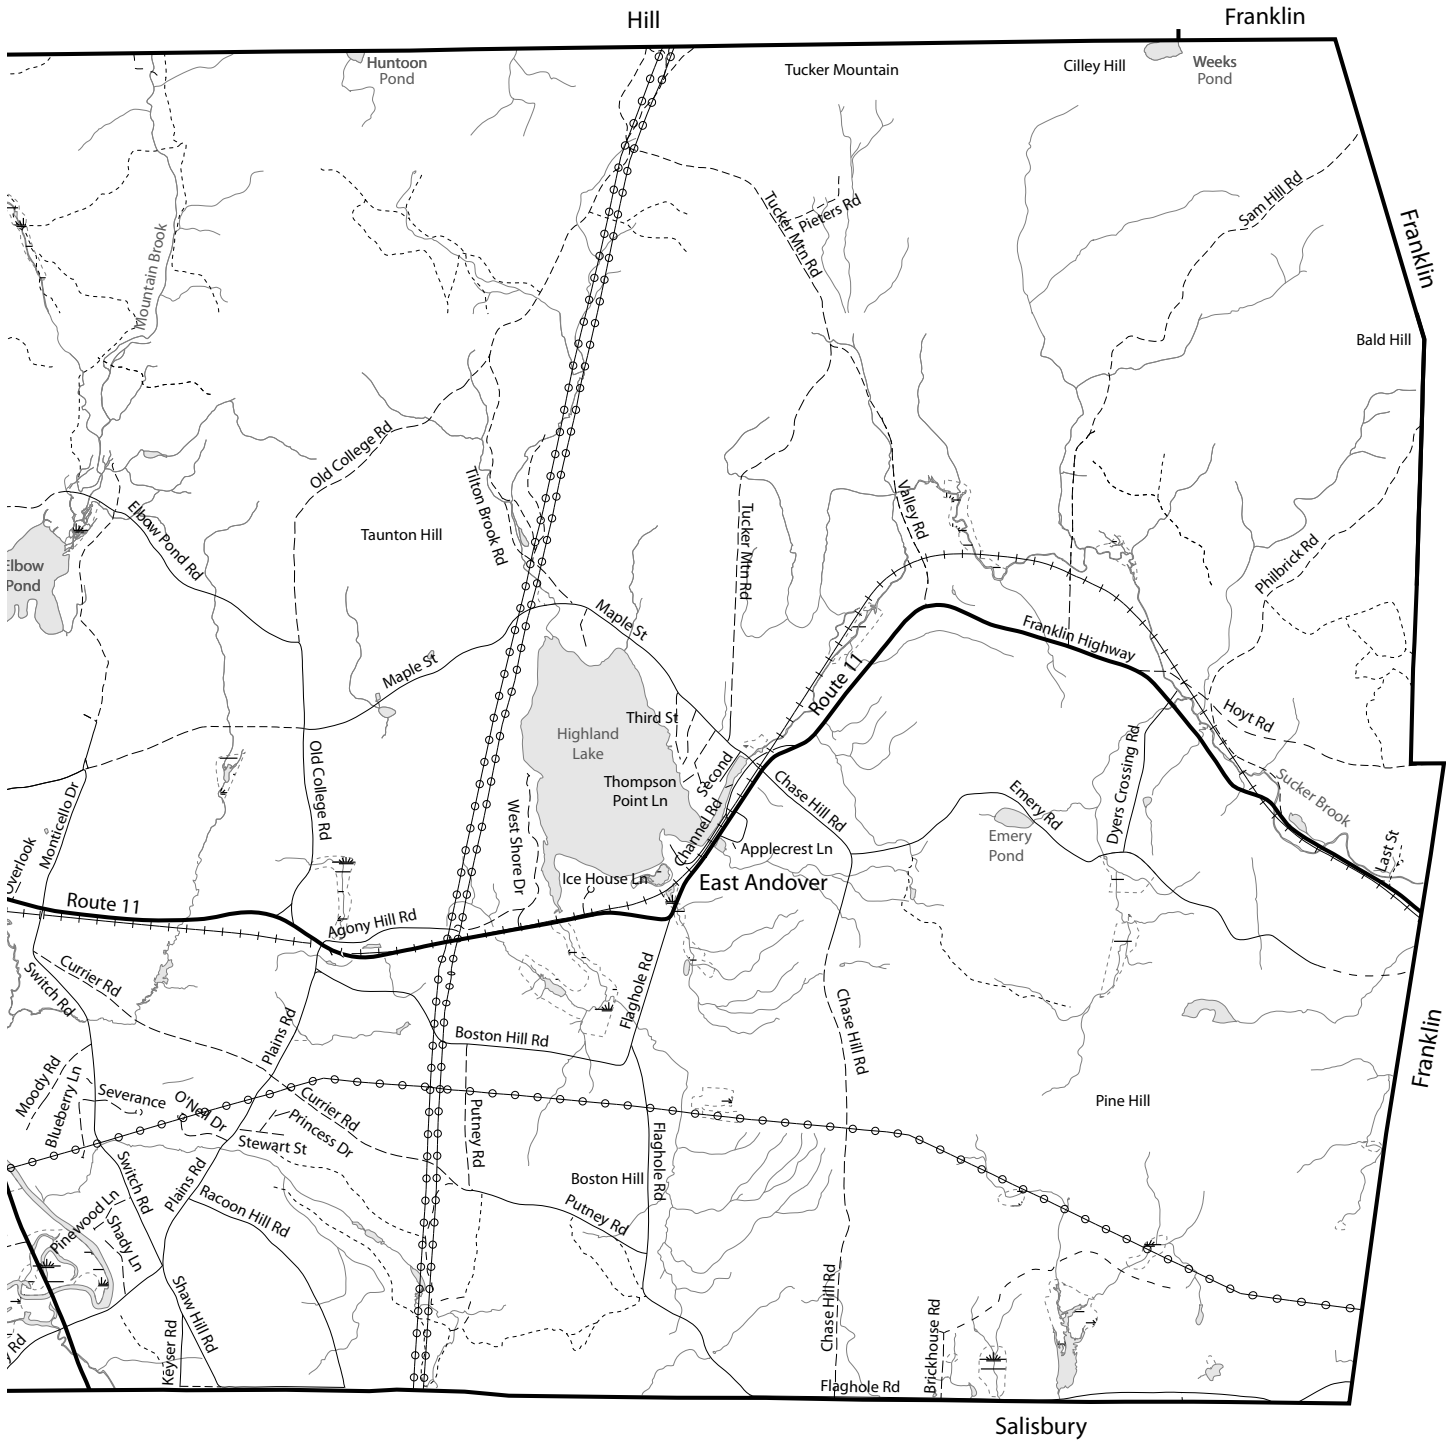 Hill
Franklin
Huntoon
Pond
Tucker Mountain
Cilley Hill
Weeks
Pond
Sam Hill Rd
Pieters Rd
Tucker Mtn Rd
Franklin
Mountain Brook
Bald Hill
Old College Rd
Tilton Brook Rd
Elbow Pond Rd
Taunton Hill
Tucker Mtn Rd
Valley Rd
Elbow
Pond
Philbrick Rd
Maple St
Franklin Highway
Maple St
Route 11
Third St
Hoyt Rd
Highland
Lake
Old College Rd
Dyers Crossing Rd
Second
Thompson
Point Ln
Monticello Dr
Chase Hill Rd
Emery Rd
Sucker Brook
Channel Rd
West Shore Dr
Emery
Pond
Applecrest Ln
Last St
Overlook
Ice House Ln
East Andover
Route 11
Agony Hill Rd
Currier Rd
Switch Rd
Flaghole Rd
Chase Hill Rd
Plains Rd
Boston Hill Rd
Franklin
Moody Rd
Blueberry Ln
Severance
O'Neil Dr
Currier Rd
Princess Dr
Pine Hill
Stewart St
Putney Rd
Flaghole Rd
Switch Rd
Plains Rd
Boston Hill
Racoon Hill Rd
Putney Rd
Pinewood Ln
Shady Ln
Shaw Hill Rd
Chase Hill Rd
Brickhouse Rd
Keyser Rd
Rd
Flaghole Rd
Salisbury